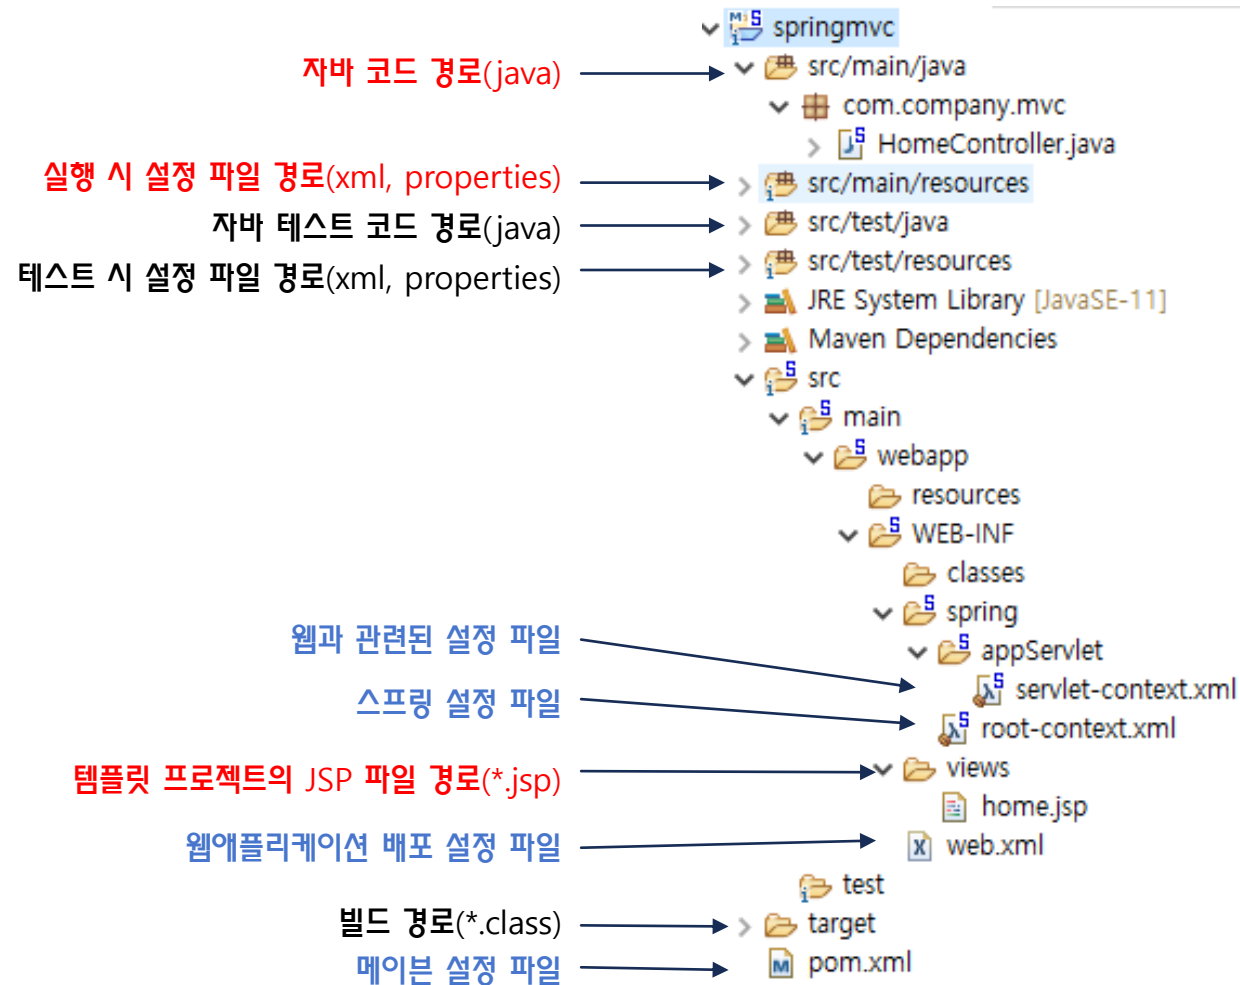 springmvc
자바 코드 경로(java)
src/main/java
com.company.mvc
HomeController.java
실행 시 설정 파일 경로(xml, properties)
src/main/resources
자바 테스트 코드 경로(java)
src/test/java
테스트 시 설정 파일 경로(xml, properties)
src/test/resources
JRE System Library [JavaSE-11]
Maven Dependencies
src
main
webapp
resources
WEB-INF
classes
spring
웹과 관련된 설정 파일
appServlet
servlet-context.xml
스프링 설정 파일
root-context.xml
템플릿 프로젝트의 JSP 파일 경로(*.jsp)
views
home.jsp
웹애플리케이션 배포 설정 파일
web.xml
test
빌드 경로(*.class)
target
메이븐 설정 파일
pom.xml